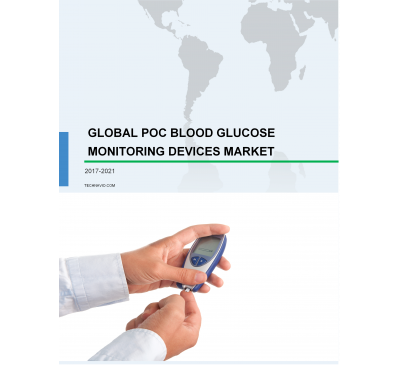 GLOBAL POC BLOOD GLUCOSE
MONITORING DEVICES MARKET
2017-2021
TECHNAVIO.COM